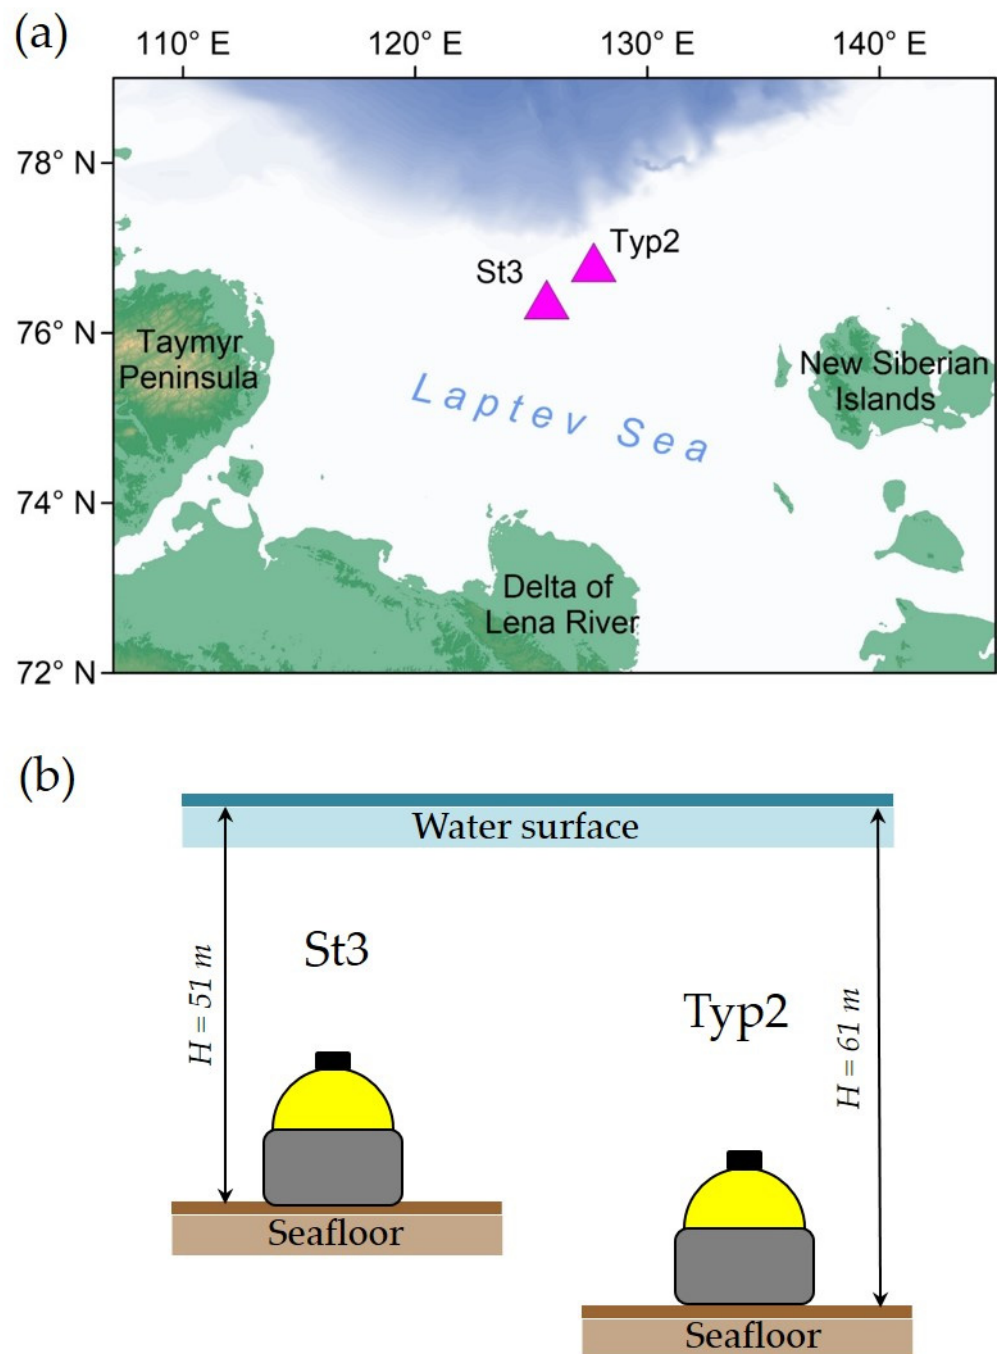 (a)
110° E 120° E 130° E 140° E
78° N
Typ2
St3
76° N
Taymyr
Peninsula
New Siberian
Islands
Laptev Sea
74° N
Delta of
Lena River
72° N
(b)
Water surface
St3
H = 51 m
Typ2
H = 61 m
Seafloor
Seafloor